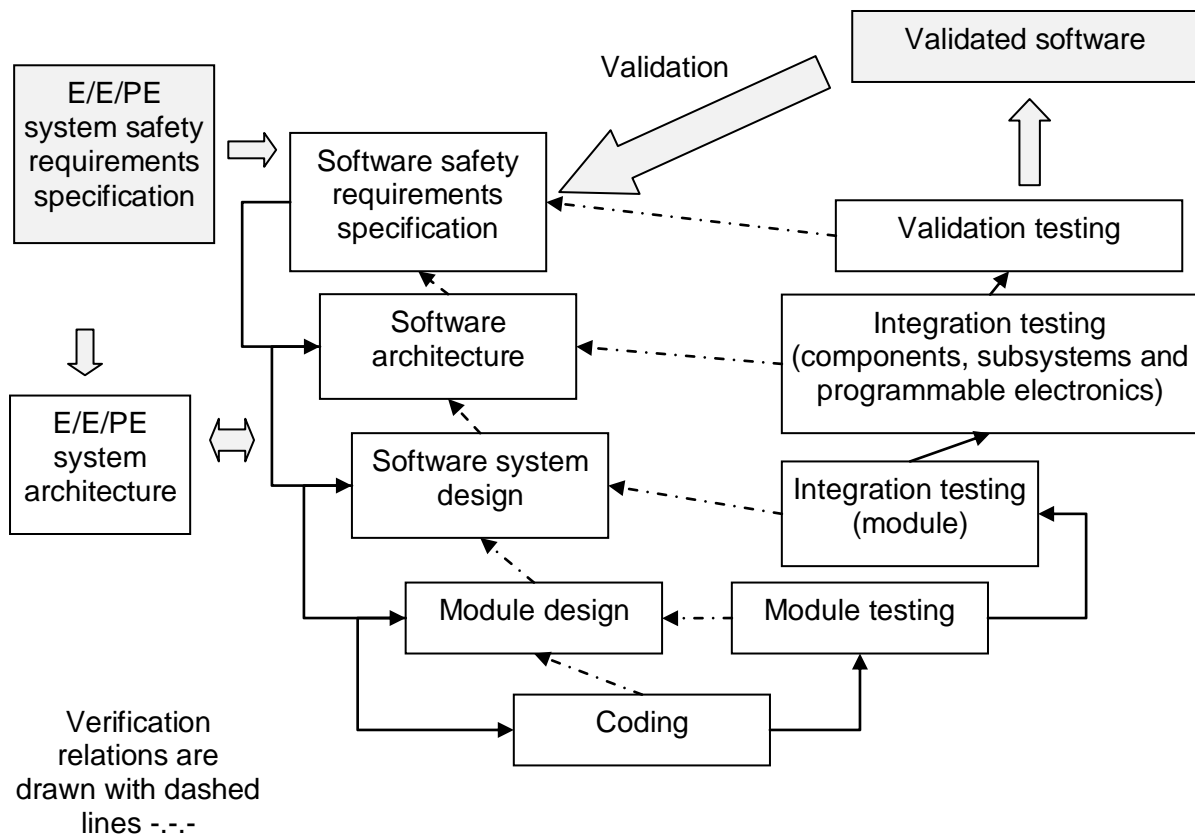 Validated software
Validation
E/E/PE
system safety
requirements
specification
Software safety
requirements
specification
Validation testing
Software
architecture
Integration testing
(components, subsystems and
programmable electronics)
E/E/PE
system
architecture
Software system
design
Integration testing
(module)
Module design
Module testing
Coding
Verification
relations are
drawn with dashed
lines -.-.-